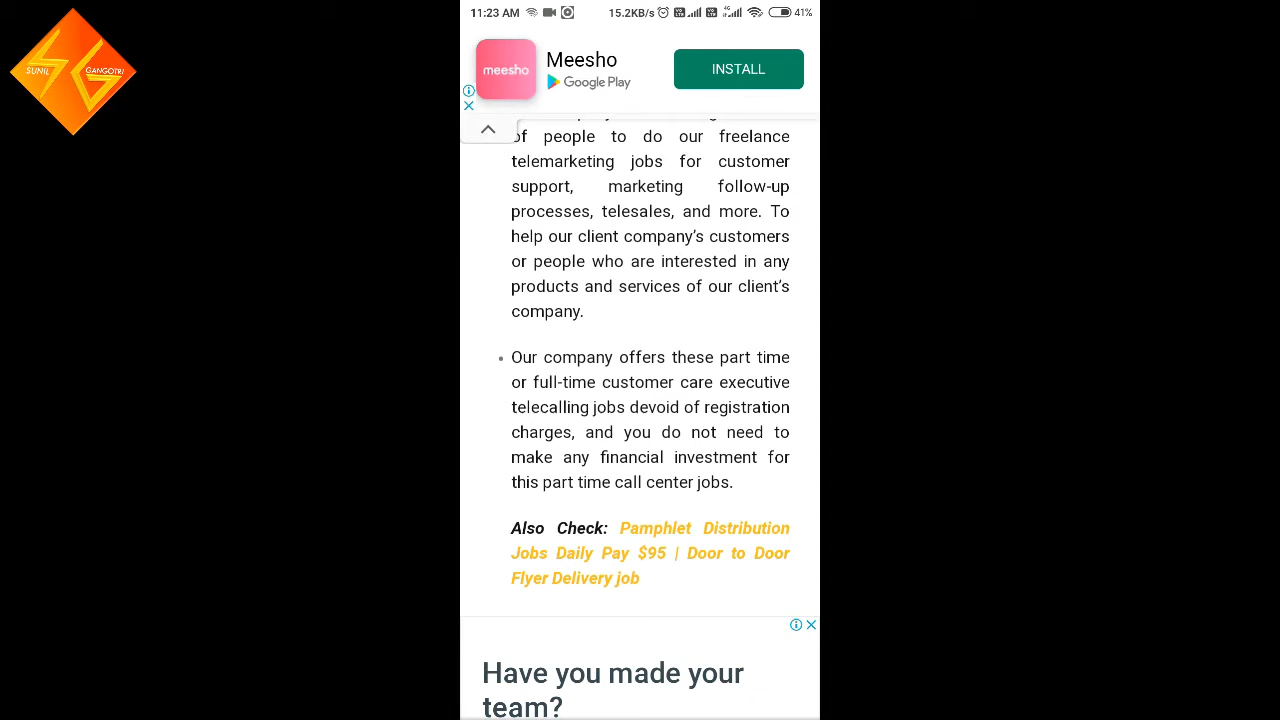 11:23 AM 15.2KB/s 4G 41%
SUNIL GANGOTRI
meesho
Meesho
Google Play
INSTALL
of people to do our freelance
telemarketing jobs for customer
support, marketing follow-up
processes, telesales, and more. To
help our client company's customers
or people who are interested in any
products and services of our client's
company.
• Our company offers these part time
or full-time customer care executive
telecalling jobs devoid of registration
charges, and you do not need to
make any financial investment for
this part time call center jobs.
Also Check: Pamphlet Distribution
Jobs Daily Pay $95 | Door to Door
Flyer Delivery job
Have you made your
team?